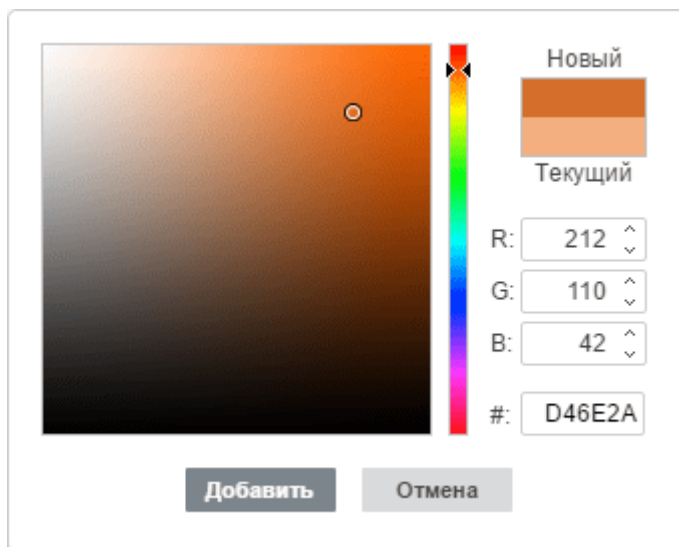 Новый
Текущий
R: 212
G: 110
B: 42
#: D46E2A
Добавить Отмена